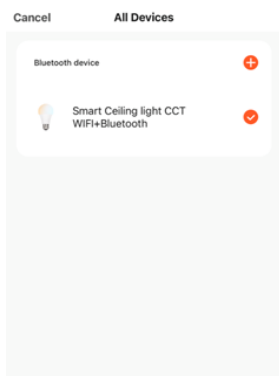 Cancel All Devices
Bluetooth device
Smart Ceiling light CCT
WIFI+Bluetooth